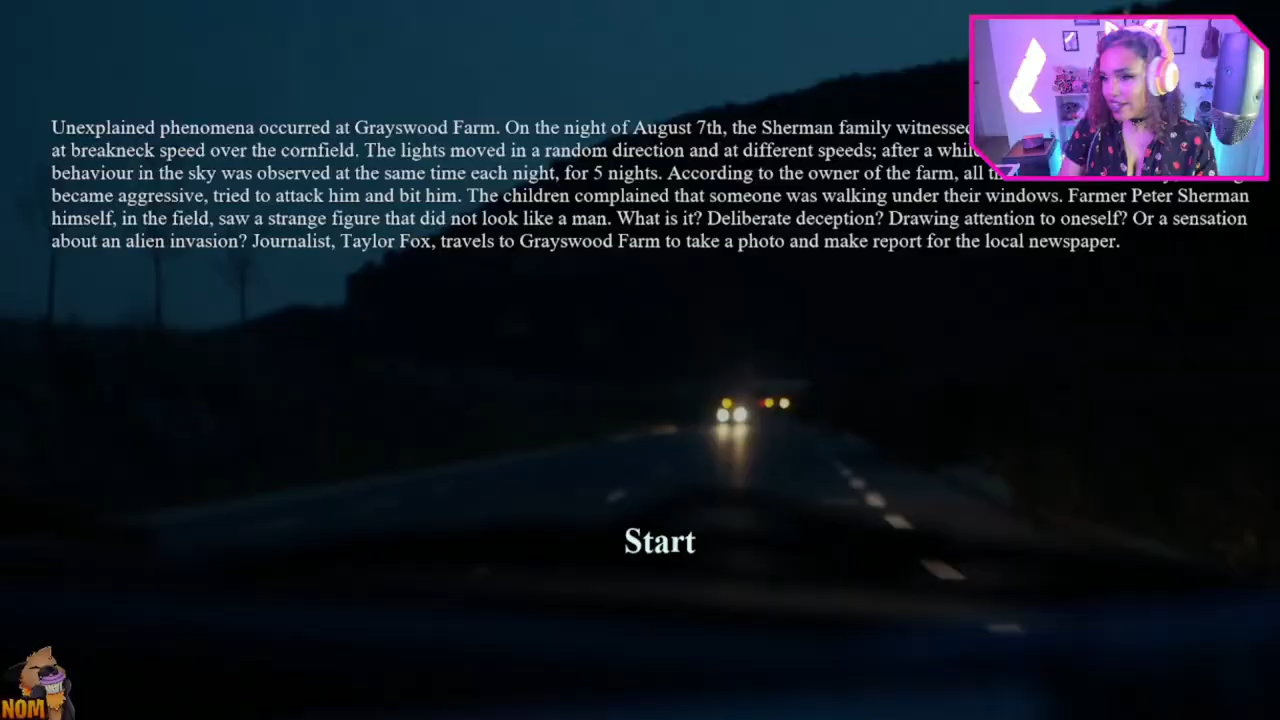 Unexplained phenomena occurred at Grayswood Farm. On the night of August 7th, the Sherman family witnessed
at breakneck speed over the cornfield. The lights moved in a random direction and at different speeds; after a while
behaviour in the sky was observed at the same time each night, for 5 nights. According to the owner of the farm, all
became aggressive, tried to attack him and bit him. The children complained that someone was walking under their windows. Farmer Peter Sherman
himself, in the field, saw a strange figure that did not look like a man. What is it? Deliberate deception? Drawing attention to oneself? Or a sensation
about an alien invasion? Journalist, Taylor Fox, travels to Grayswood Farm to take a photo and make report for the local newspaper.
Start
NOM